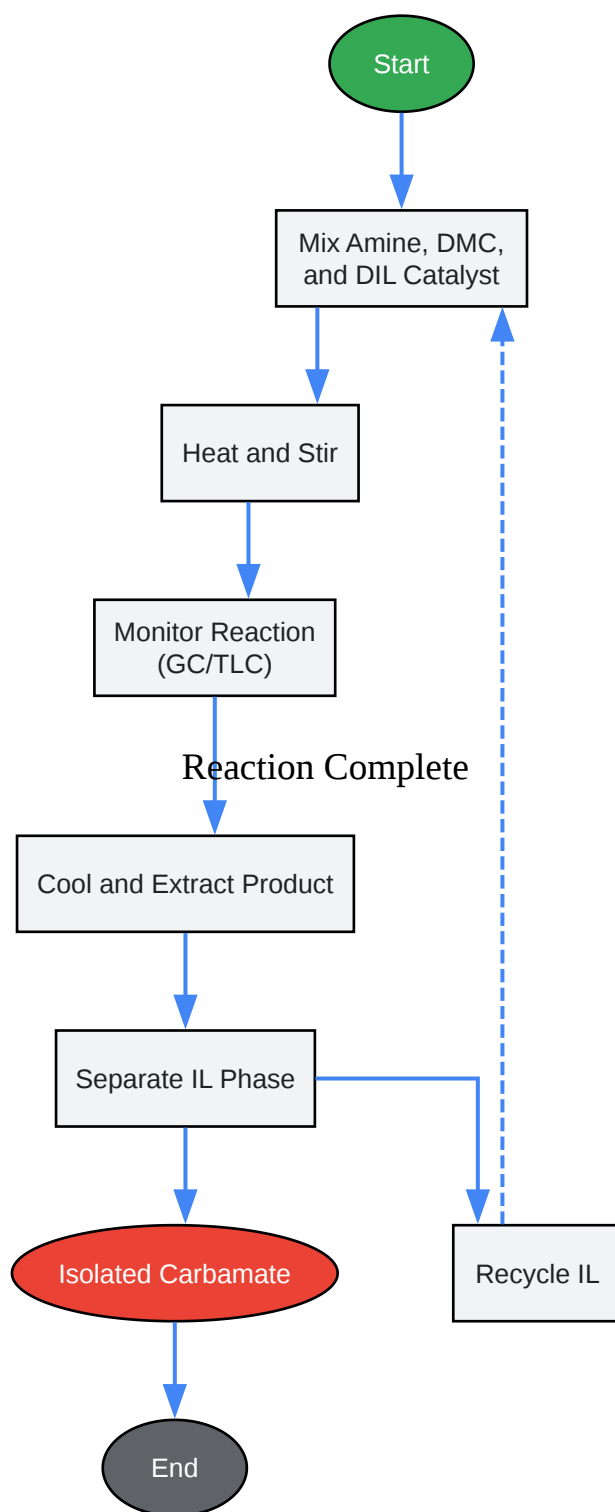 Start
Mix Amine, DMC,
and DIL Catalyst
Heat and Stir
Monitor Reaction
(GC/TLC)
Reaction Complete
Cool and Extract Product
Separate IL Phase
Isolated Carbamate
Recycle IL
End